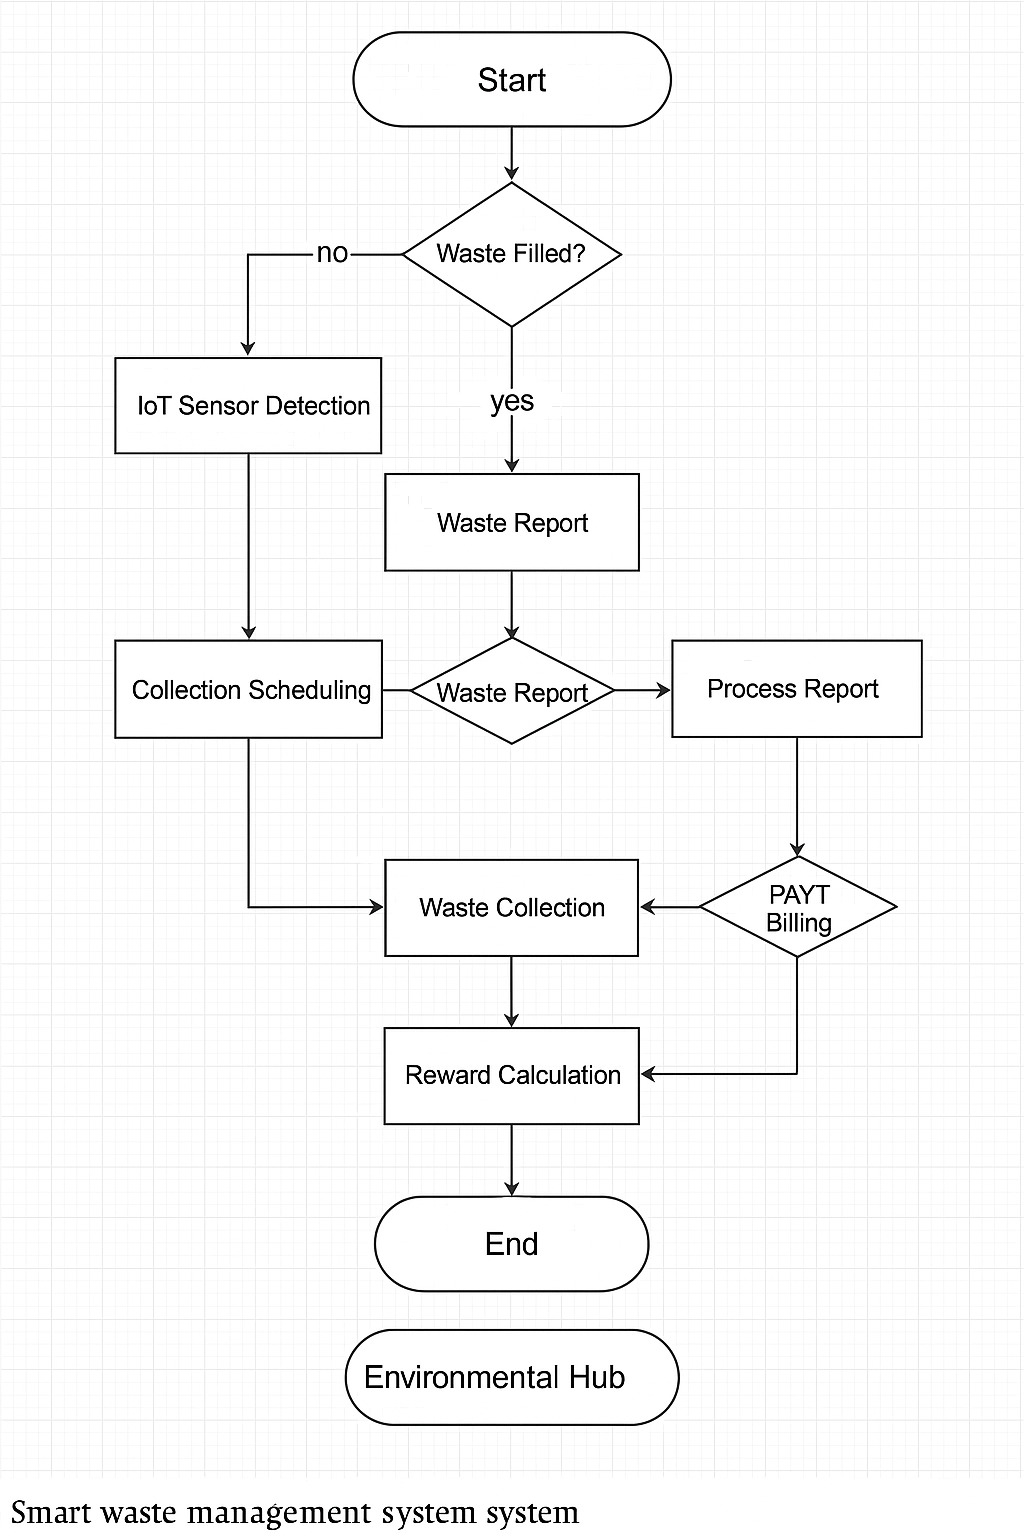 Start
Waste Filled?
no
IoT Sensor Detection
yes
Waste Report
Collection Scheduling
Waste Report
Process Report
Waste Collection
PAYT
Billing
Reward Calculation
End
Environmental Hub
Smart waste management system system